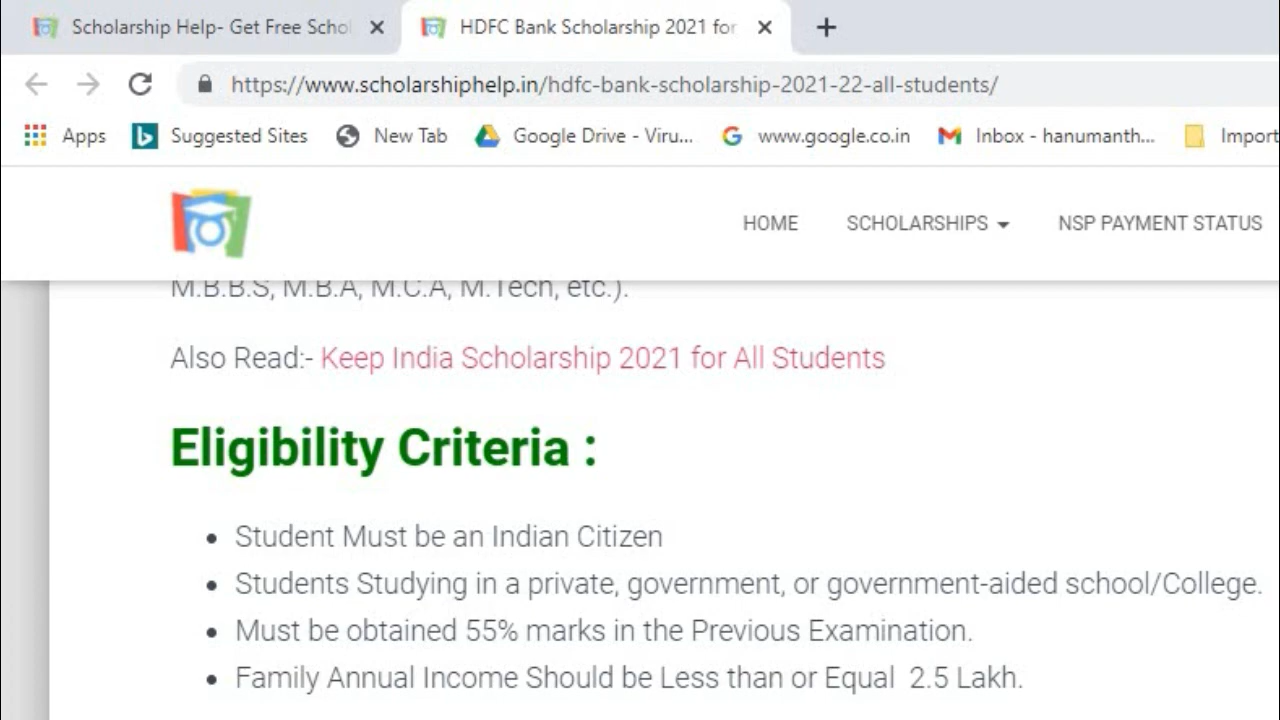 Scholarship Help- Get Free Schol
HDFC Bank Scholarship 2021 for
https://www.scholarshiphelp.in/hdfc-bank-scholarship-2021-22-all-students/
Apps Suggested Sites New Tab Google Drive - Viru... www.google.co.in Inbox - hanumanth... Import
HOME SCHOLARSHIPS NSP PAYMENT STATUS
M.B.B.S, M.B.A, M.C.A, M.Tech, etc.).
Also Read:- Keep India Scholarship 2021 for All Students
Eligibility Criteria :
• Student Must be an Indian Citizen
• Students Studying in a private, government, or government-aided school/College.
• Must be obtained 55% marks in the Previous Examination.
• Family Annual Income Should be Less than or Equal 2.5 Lakh.